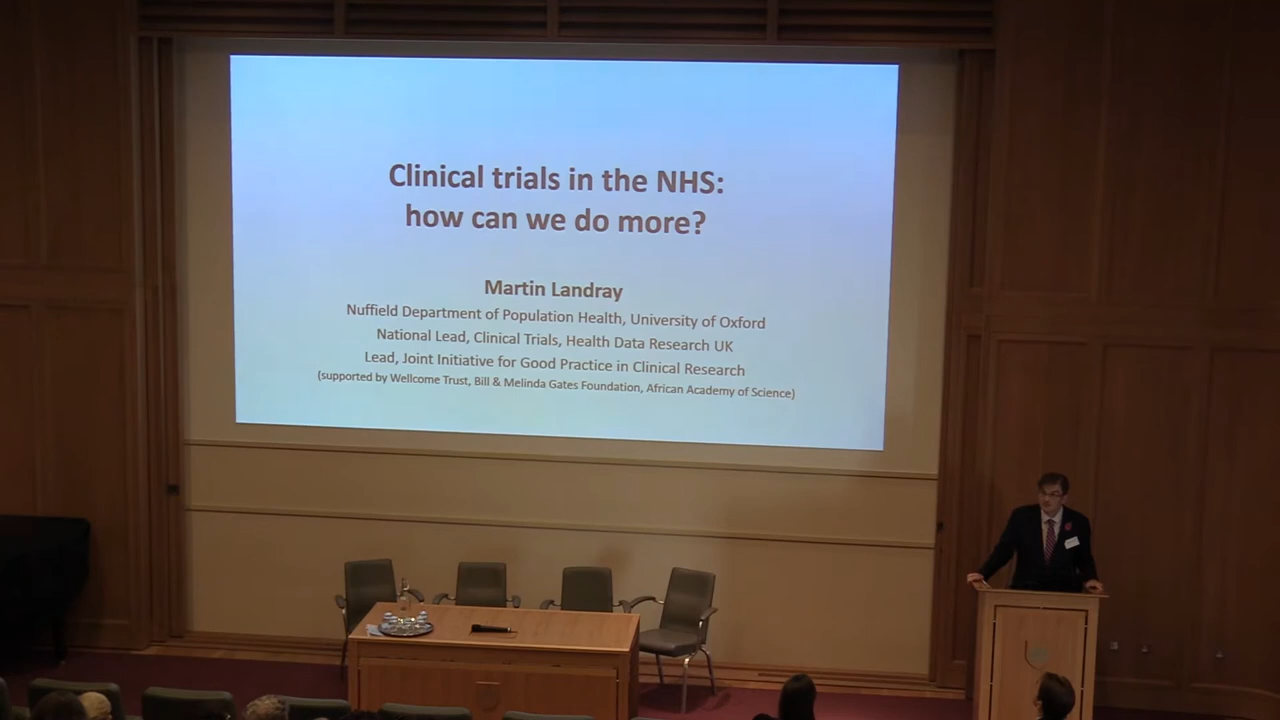 Clinical trials in the NHS:
how can we do more?
Martin Landray
Nuffield Department of Population Health, University of Oxford
National Lead, Clinical Trials, Health Data Research UK
Lead, Joint Initiative for Good Practice in Clinical Research
(supported by Wellcome Trust, Bill & Melinda Gates Foundation, African Academy of Science)